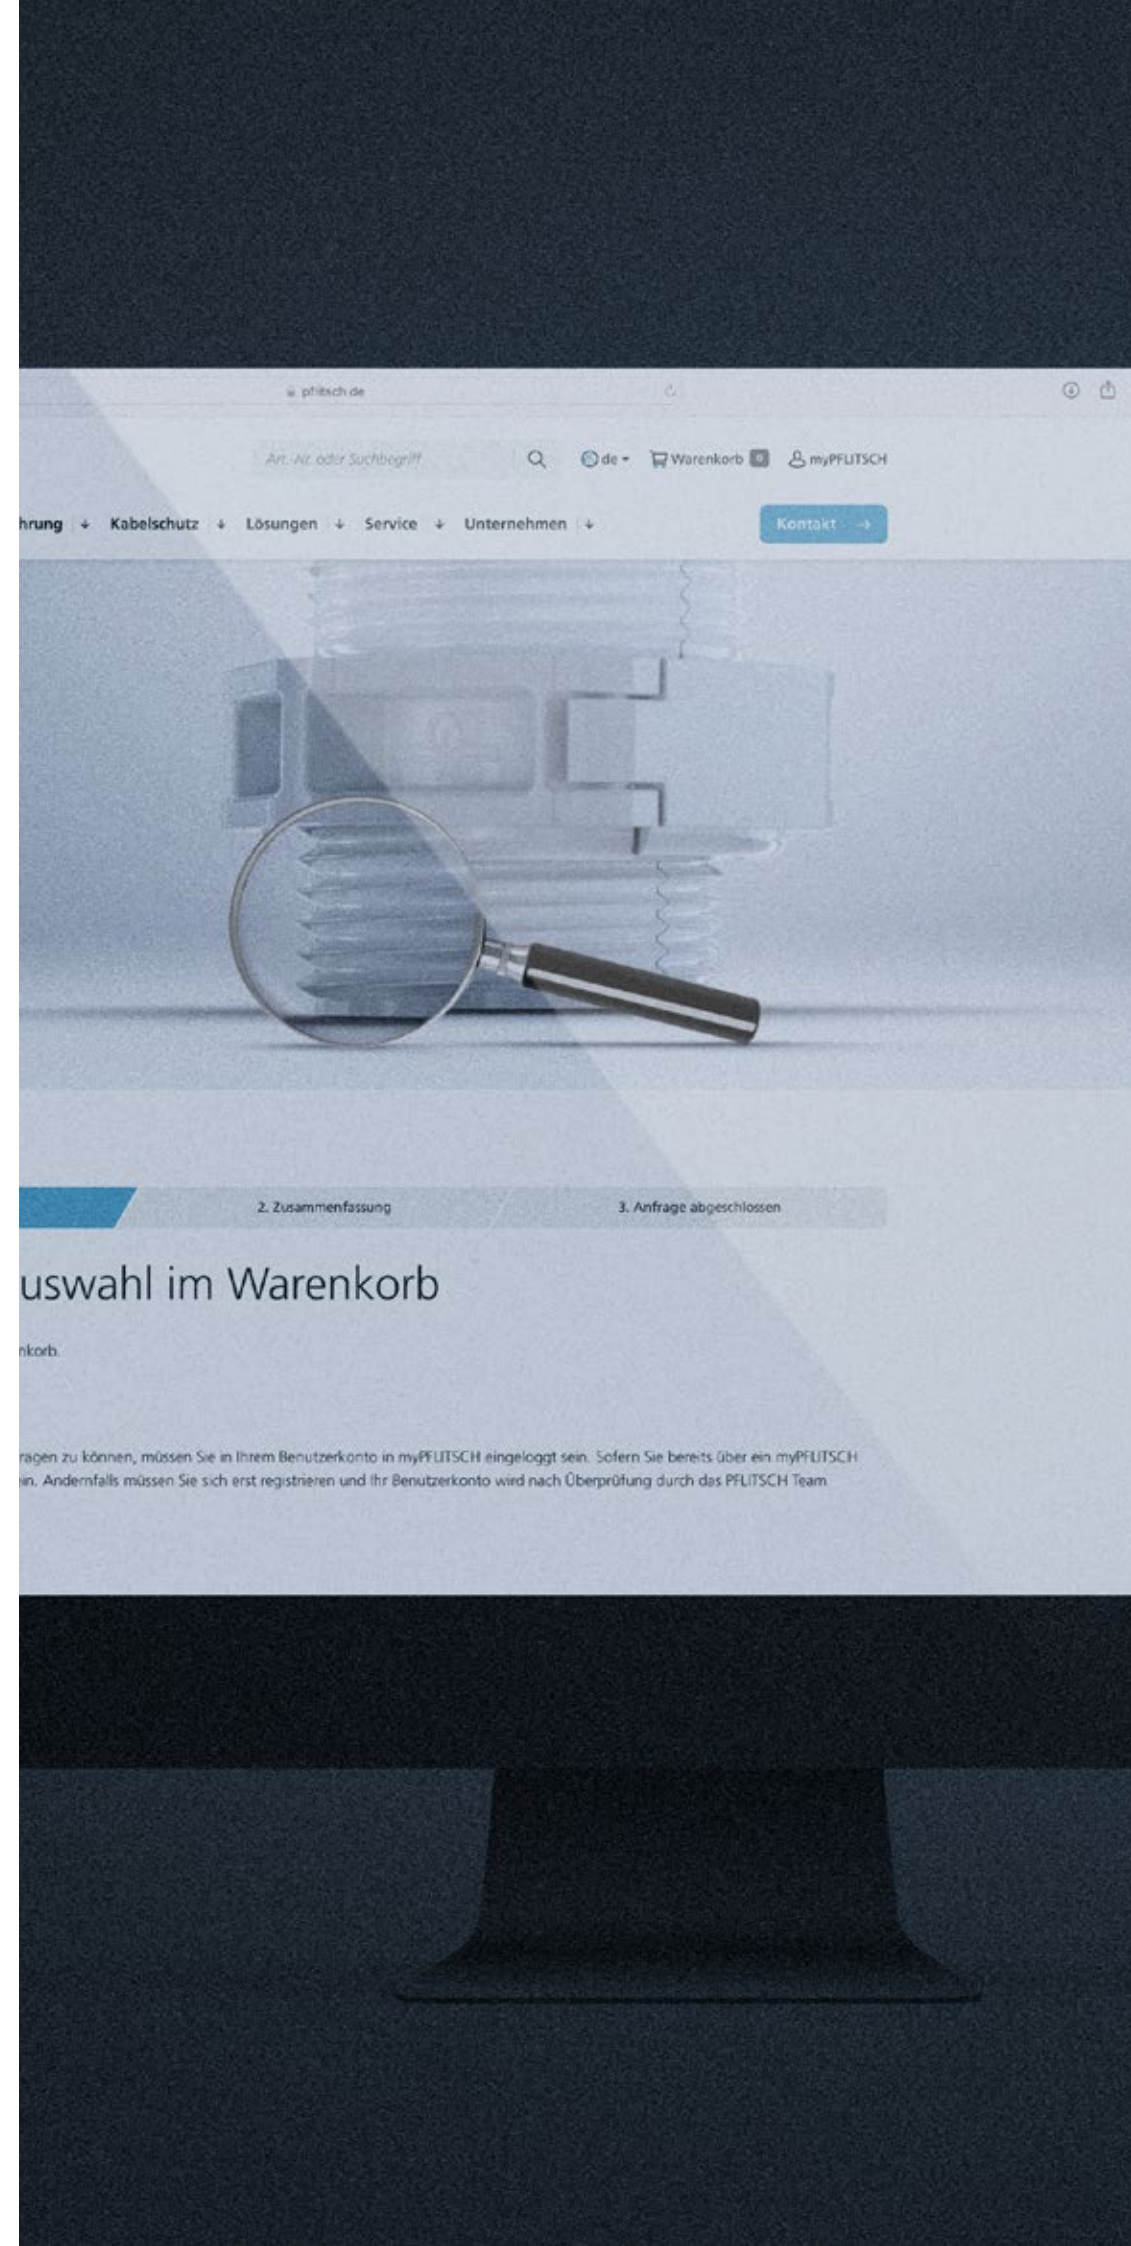 pflitsch.de
Art.-Nr. oder Suchbegriff de Warenkorb 0 myPFLITSCH
hrung Kabelschutz Lösungen Service Unternehmen Kontakt
2. Zusammenfassung 3. Anfrage abgeschlossen
uswahl im Warenkorb
nkorb.
ragen zu können, müssen Sie in Ihrem Benutzerkonto in myPFLITSCH eingeloggt sein. Sofern Sie bereits über ein myPFLITSCH
in. Andernfalls müssen Sie sich erst registrieren und Ihr Benutzerkonto wird nach Überprüfung durch das PFLITSCH Team